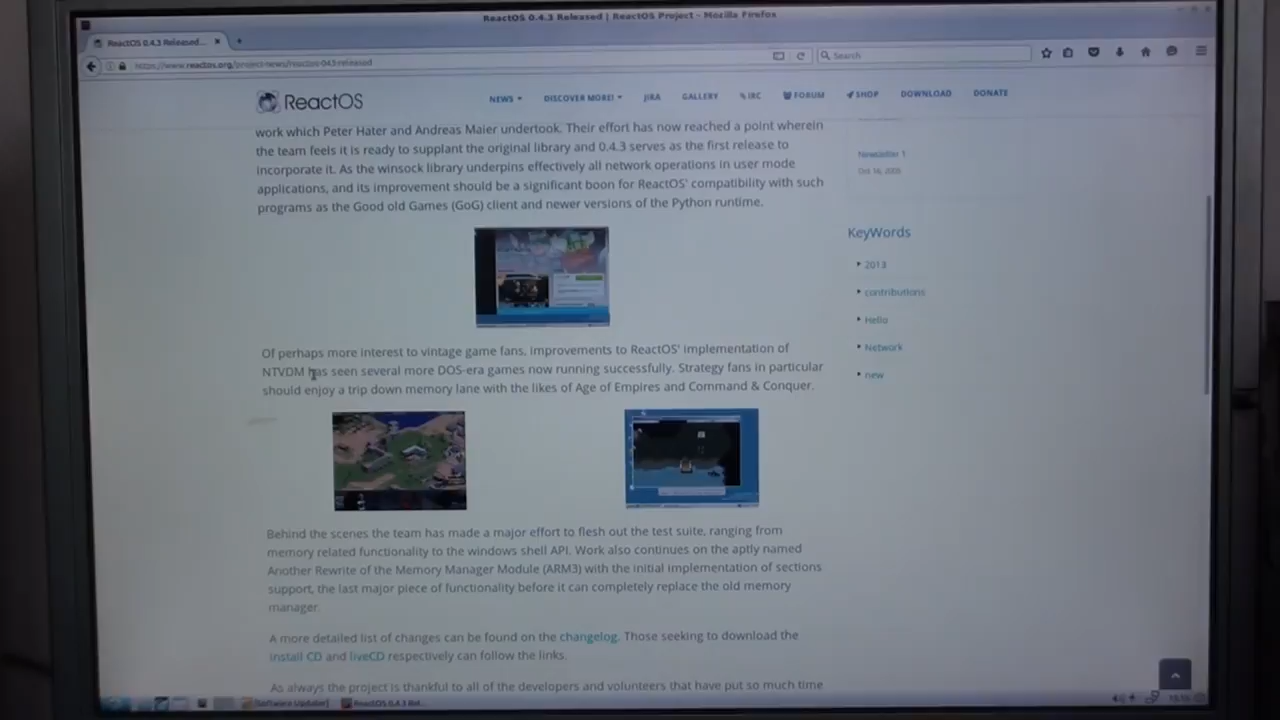 ReactOS 0.4.3 Released | ReactOS Project - Mozilla Firefox
ReactOS 0.4.3 Released...
https://www.reactos.org/project-news/reactos-043-released
Search
ReactOS
NEWS
DISCOVER MORE!
JIRA
GALLERY
IRC
FORUM
SHOP
DOWNLOAD
DONATE
work which Peter Hater and Andreas Maier undertook. Their effort has now reached a point wherein
the team feels it is ready to supplant the original library and 0.4.3 serves as the first release to
incorporate it. As the winsock library underpins effectively all network operations in user mode
applications, and its improvement should be a significant boon for ReactOS' compatibility with such
programs as the Good old Games (GoG) client and newer versions of the Python runtime.
Of perhaps more interest to vintage game fans, improvements to ReactOS' implementation of
NTVDM has seen several more DOS-era games now running successfully. Strategy fans in particular
should enjoy a trip down memory lane with the likes of Age of Empires and Command & Conquer.
Behind the scenes the team has made a major effort to flesh out the test suite, ranging from
memory related functionality to the windows shell API. Work also continues on the aptly named
Another Rewrite of the Memory Manager Module (ARM3) with the initial implementation of sections
support, the last major piece of functionality before it can completely replace the old memory
manager.
A more detailed list of changes can be found on the changelog. Those seeking to download the
install CD and liveCD respectively can follow the links.
As always the project is thankful to all of the developers and volunteers that have put so much time
Newsletter 1
KeyWords
2013
contributions
Hello
Network
new
[Software Updater]
ReactOS 0.4.3 Rel...